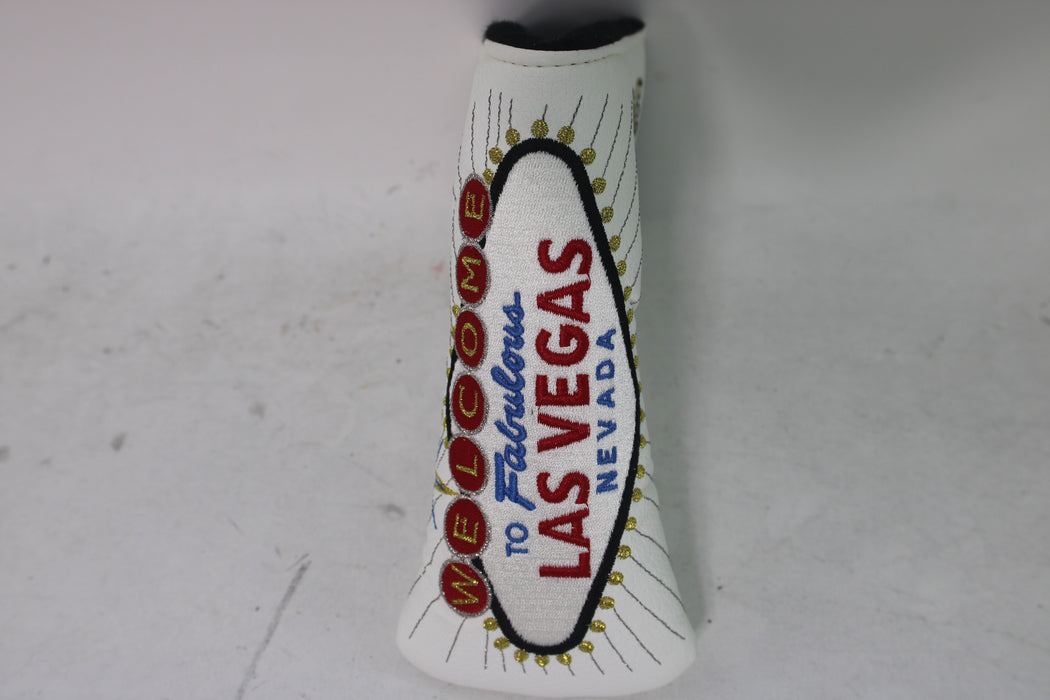 WELCOME
TO Fabulous
LAS VEGAS
NEVADA